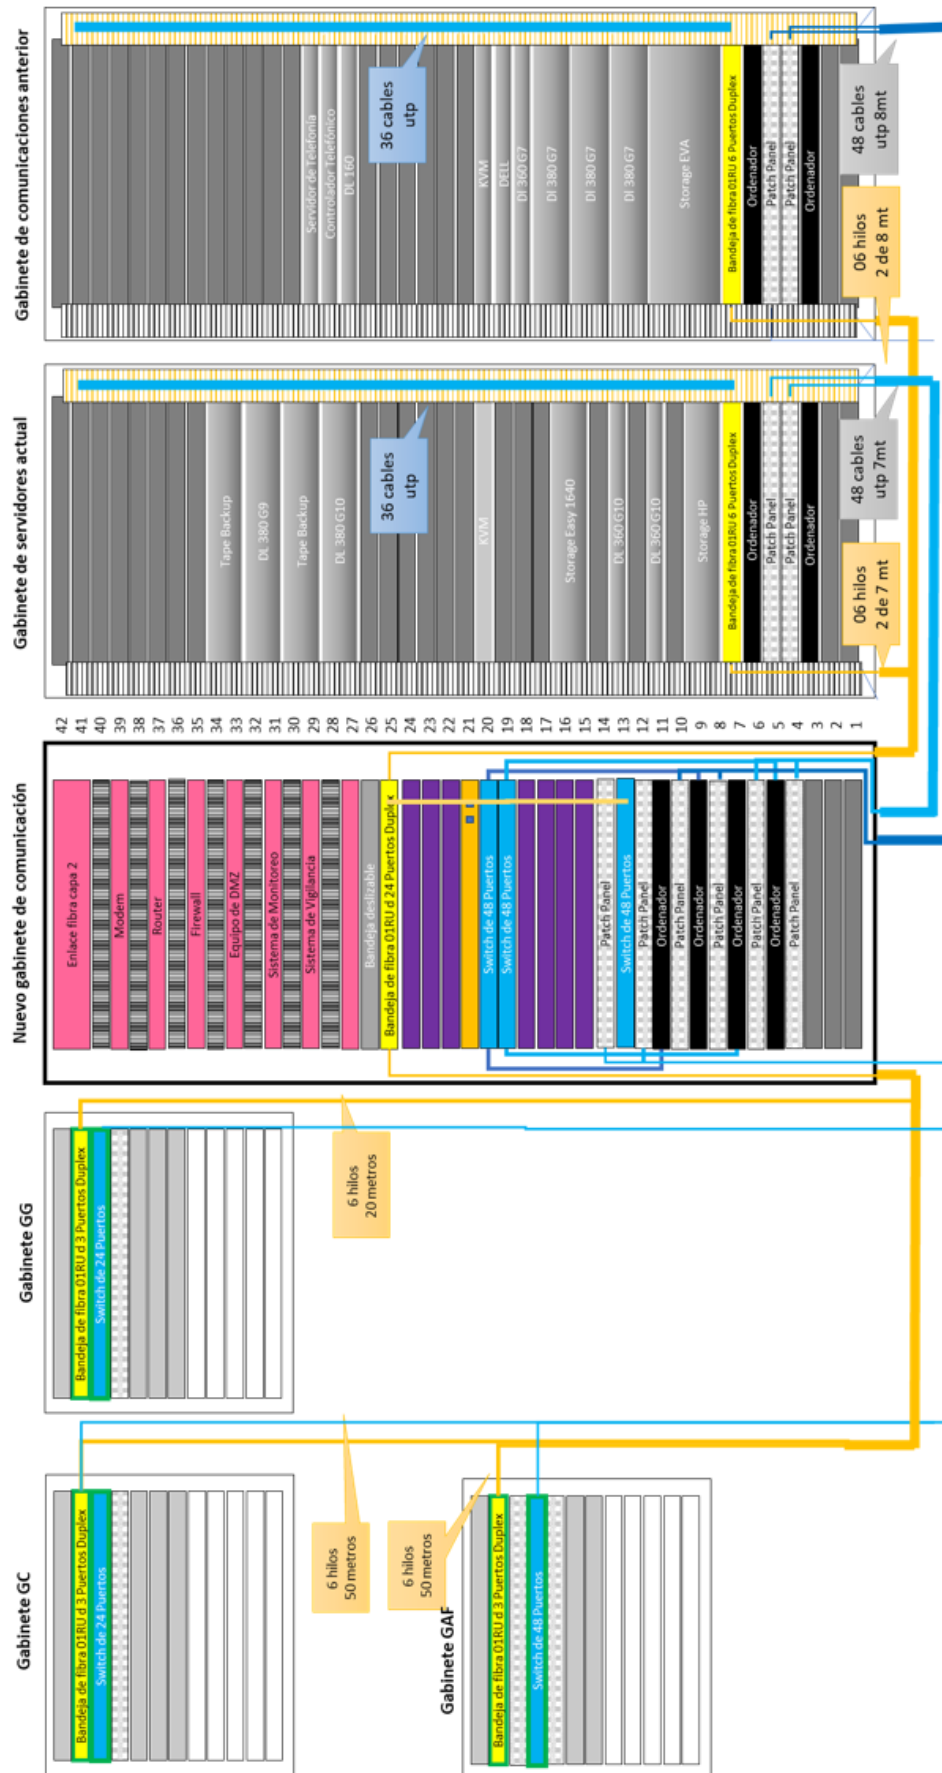 Gabinete GC
Bandeja de fibra 01RU d 3 Puertos Duplex
Switch de 24 Puertos
6 hilos
50 metros
Gabinete GAF
Bandeja de fibra 01RU d 3 Puertos Duplex
Switch de 48 Puertos
6 hilos
50 metros
Gabinete GG
Bandeja de fibra 01RU d 3 Puertos Duplex
Switch de 24 Puertos
6 hilos
20 metros
Nuevo gabinete de comunicación
Enlace fibra capa 2
Modem
Router
Firewall
Equipo de DMZ
Sistema de Monitoreo
Sistema de Vigilancia
Bandeja deslizable
Bandeja de fibra 01RU d 24 Puertos Duplex
Switch de 48 Puertos
Switch de 48 Puertos
Patch Panel
Switch de 48 Puertos
Patch Panel
Ordenador
Patch Panel
Ordenador
Patch Panel
Ordenador
Patch Panel
Ordenador
Patch Panel
42
41
40
39
38
37
36
35
34
33
32
31
30
29
28
27
26
25
24
23
22
21
20
19
18
17
16
15
14
13
12
11
10
9
8
7
6
5
4
3
2
1
Gabinete de servidores actual
Tape Backup
DL 380 G9
Tape Backup
DL 380 G10
36 cables
utp
KVM
Storage Easy 1640
DL 360 G10
DL 360 G10
Storage HP
Bandeja de fibra 01RU 6 Puertos Duplex
Ordenador
Patch Panel
Patch Panel
Ordenador
06 hilos
2 de 7 mt
48 cables
utp 7mt
Gabinete de comunicaciones anterior
Servidor de Telefonía
Controlador Telefónico
DL 160
36 cables
utp
KVM
DELL
Dl 360 G7
Dl 380 G7
Dl 380 G7
Dl 380 G7
Storage EVA
Bandeja de fibra 01RU 6 Puertos Duplex
Ordenador
Patch Panel
Patch Panel
Ordenador
06 hilos
2 de 8 mt
48 cables
utp 8mt